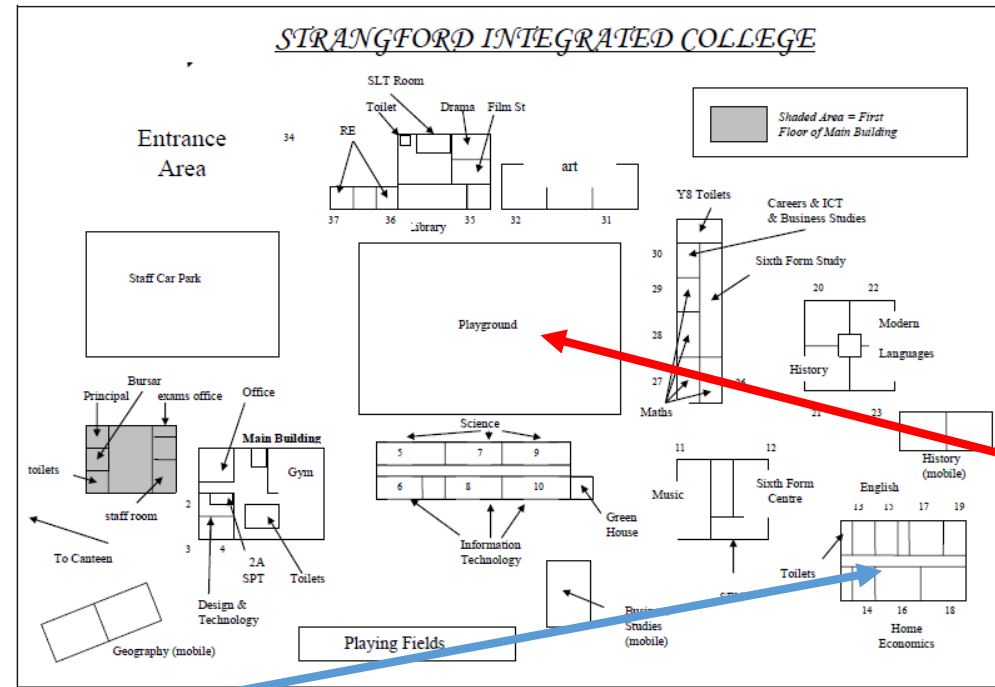 STRANGFORD INTEGRATED COLLEGE
SLT Room
Toilet
Drama
Film St
RE
34
Entrance
Area
Shaded Area = First
Floor of Main Building
art
37
36
35
32
31
Library
Y8 Toilets
Careers & ICT
& Business Studies
30
Sixth Form Study
29
28
27
26
Maths
Staff Car Park
Playground
20
22
Modern
Languages
History
21
23
History
(mobile)
Bursar
Principal
exams office
Office
Main Building
Gym
toilets
staff room
2
3
4
2A
SPT
Toilets
To Canteen
Design &
Technology
Geography (mobile)
Science
5
7
9
6
8
10
Green
House
Information
Technology
11
12
Music
Sixth Form
Centre
English
13
15
17
19
Toilets
14
16
18
Home
Economics
Studies
(mobile)
Playing Fields